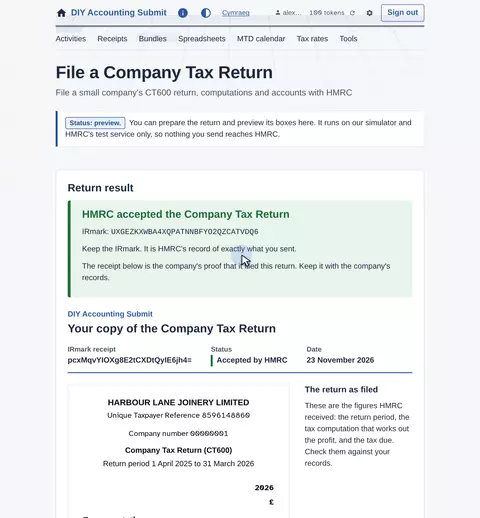 DIY Accounting Submit
Cymraeg
alex...
100 tokens
Sign out
Activities Receipts Bundles Spreadsheets MTD calendar Tax rates Tools
File a Company Tax Return
File a small company's CT600 return, computations and accounts with HMRC
Status: preview. You can prepare the return and preview its boxes here. It runs on our simulator and
HMRC's test service only, so nothing you send reaches HMRC.
Return result
HMRC accepted the Company Tax Return
IRmark: UXGEZKXWBA4XQPATNNBFYO2QZCATVDQ6
Keep the IRmark. It is HMRC's record of exactly what you sent.
The receipt below is the company's proof that it filed this return. Keep it with the company's
records.
DIY Accounting Submit
Your copy of the Company Tax Return
IRmark receipt Status Date
pcxMqvYIOXg8E2tCXDtQyIE6jh4= Accepted by HMRC 23 November 2026
HARBOUR LANE JOINERY LIMITED
Unique Taxpayer Reference 8596148860
Company number 00000001
Company Tax Return (CT600)
Return period 1 April 2025 to 31 March 2026
2026
£
The return as filed
These are the figures HMRC
received: the return period, the
tax computation that works out
the profit, and the tax due.
Check them against your
records.